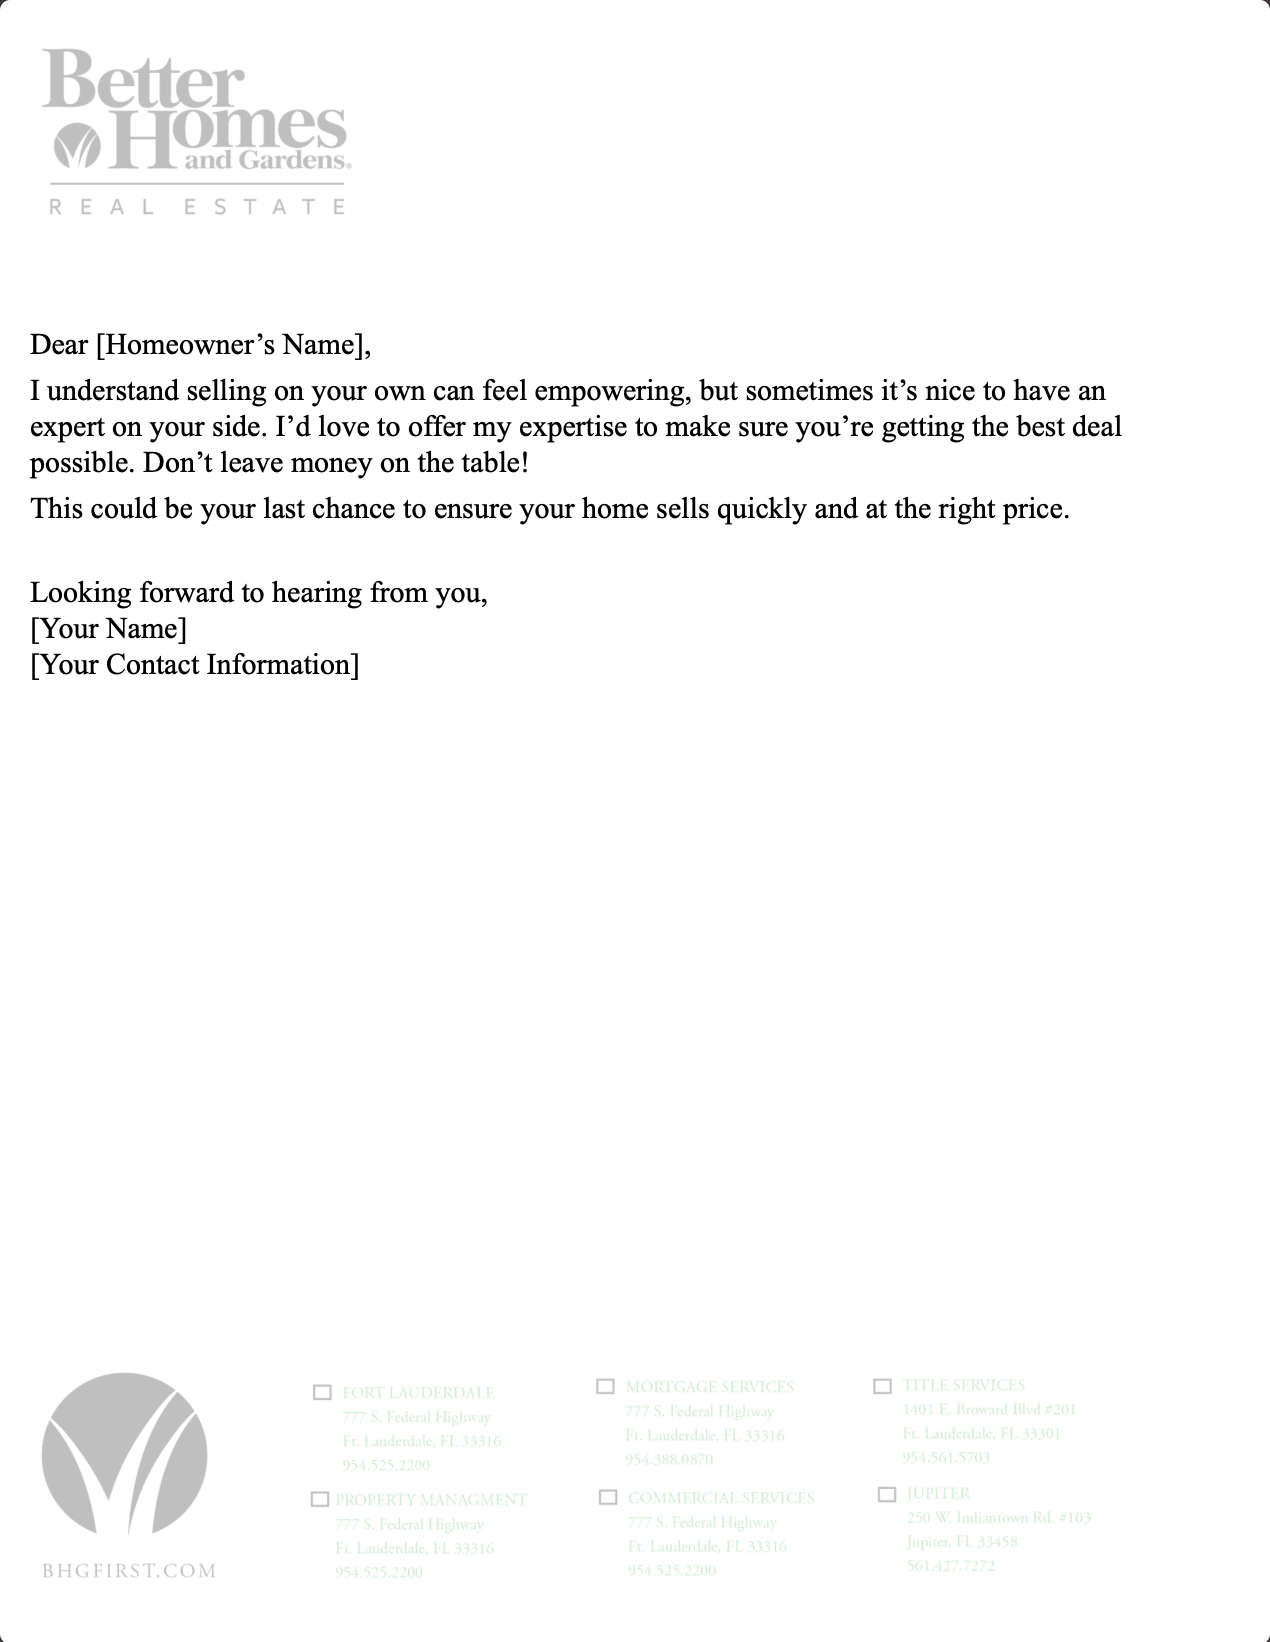 Better
Homes
and Gardens®
REAL ESTATE
Dear [Homeowner’s Name],
I understand selling on your own can feel empowering, but sometimes it’s nice to have an
expert on your side. I’d love to offer my expertise to make sure you’re getting the best deal
possible. Don’t leave money on the table!
This could be your last chance to ensure your home sells quickly and at the right price.
Looking forward to hearing from you,
[Your Name]
[Your Contact Information]
FORT LAUDERDALE
777 S. Federal Highway
Ft. Lauderdale, FL 33316
954.525.2200
MORTGAGE SERVICES
777 S. Federal Highway
Ft. Lauderdale, FL 33316
954.388.0870
TITLE SERVICES
1401 E. Broward Blvd #201
Ft. Lauderdale, FL 33301
954.561.5703
PROPERTY MANAGMENT
777 S. Federal Highway
Ft. Lauderdale, FL 33316
954.525.2200
COMMERCIAL SERVICES
777 S. Federal Highway
Ft. Lauderdale, FL 33316
954.525.2200
JUPITER
250 W. Indiantown Rd. #103
Jupiter, FL 33458
561.427.7272
BHGFIRST.COM